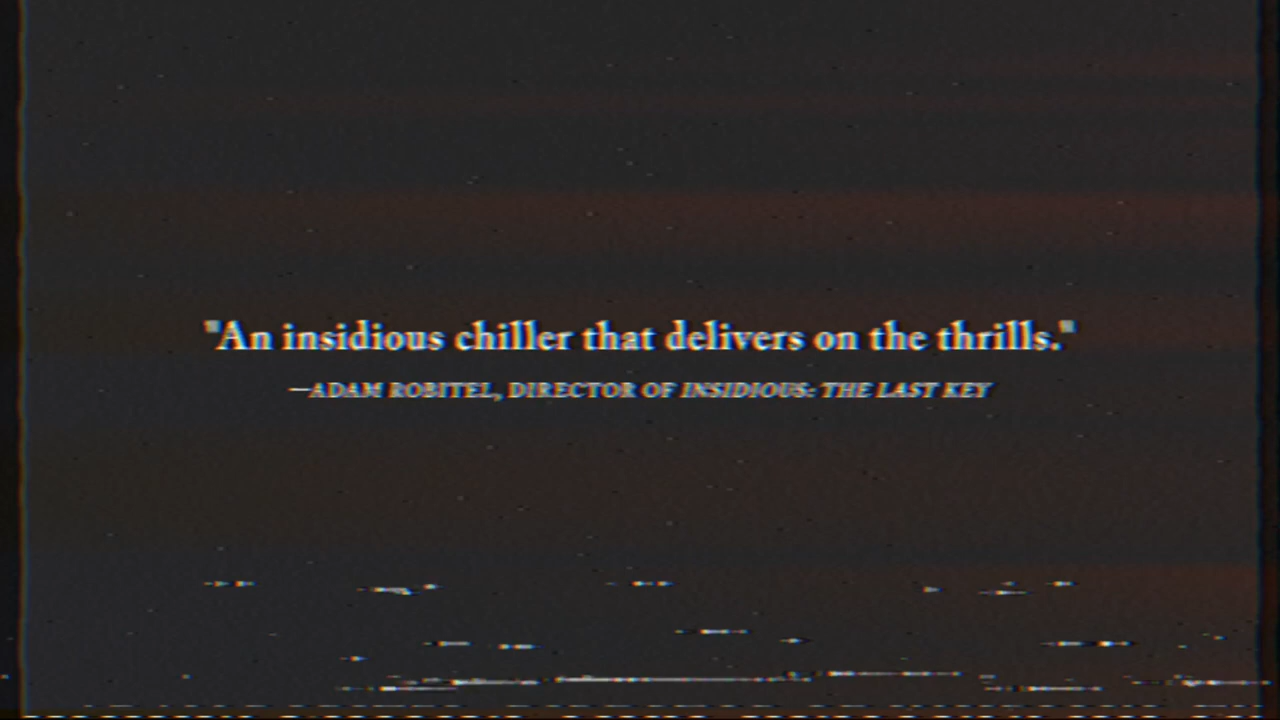 "An insidious chiller that delivers on the thrills."
—ADAM ROBITEL, DIRECTOR OF INSIDIOUS: THE LAST KEY